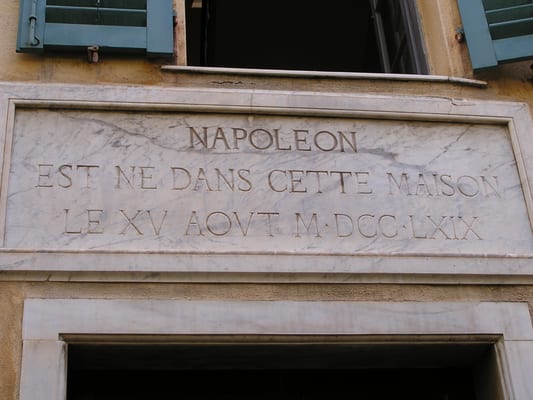 NAPOLEON
EST NE DANS CETTE MAISON
LE XV AOVT M·DCC·LXIX